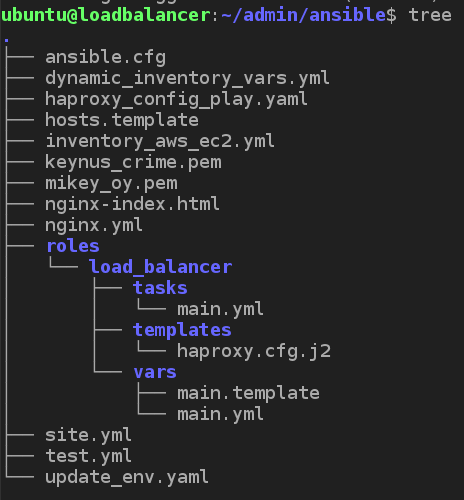 ubuntu@loadbalancer:~/admin/ansible$ tree
.
├── ansible.cfg
├── dynamic_inventory_vars.yml
├── haproxy_config_play.yaml
├── hosts.template
├── inventory_aws_ec2.yml
├── keynus_crime.pem
├── mikey_oy.pem
├── nginx-index.html
├── nginx.yml
├── roles
│   └── load_balancer
│       ├── tasks
│       │   └── main.yml
│       ├── templates
│       │   └── haproxy.cfg.j2
│       └── vars
│           ├── main.template
│           └── main.yml
├── site.yml
├── test.yml
└── update_env.yaml